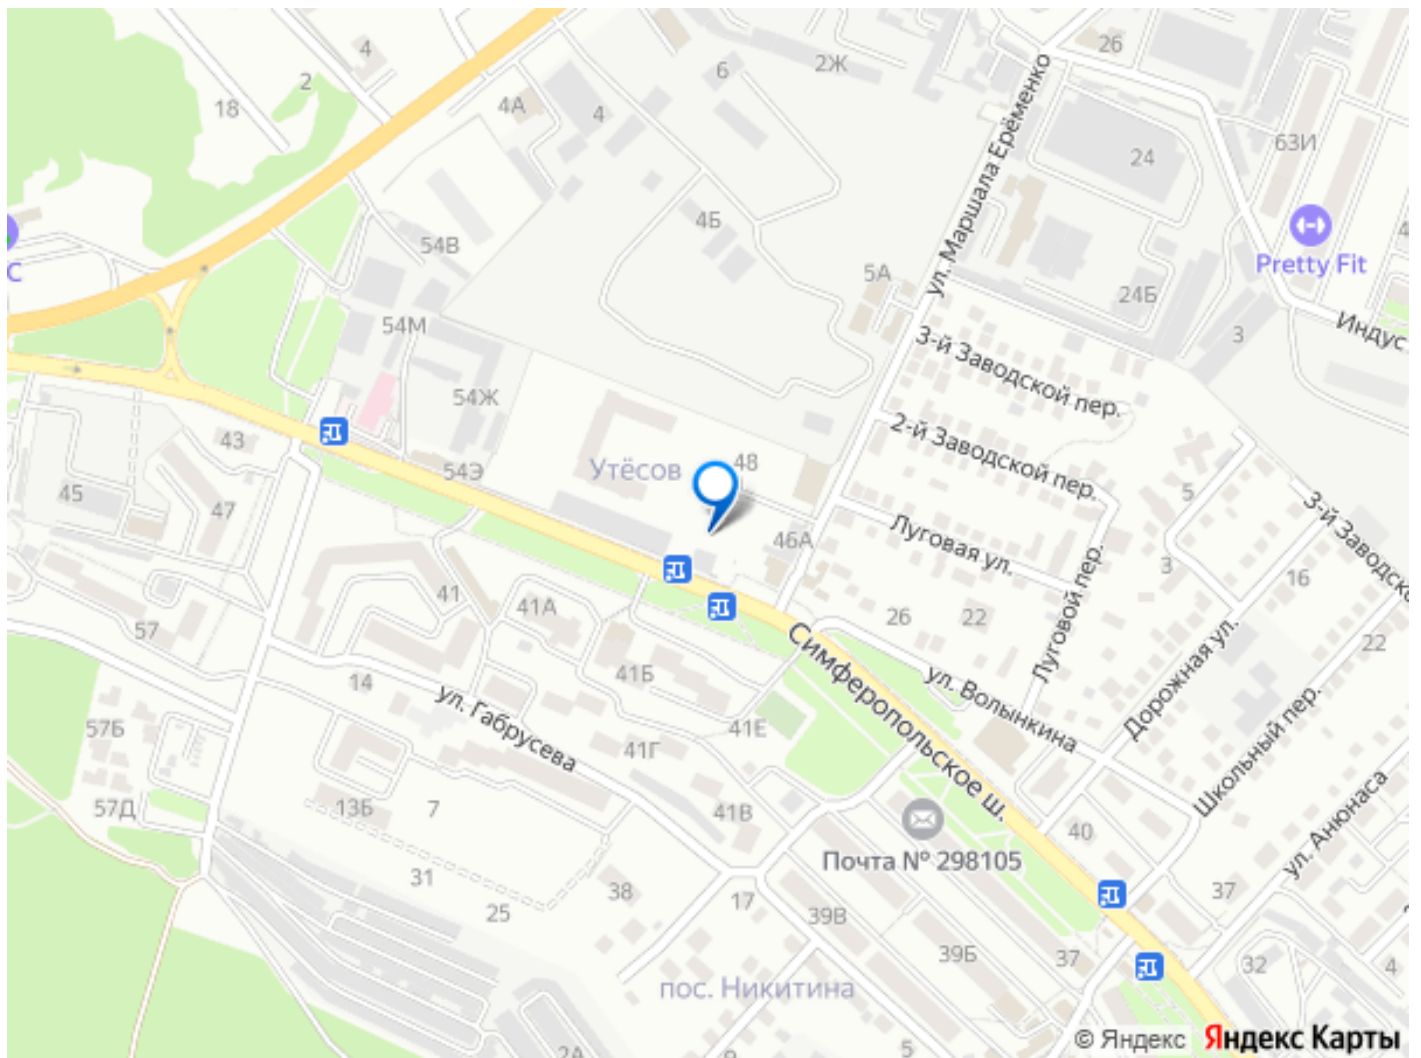 4
2
18
4А
4
6
2Ж
26
ул. Маршала Ерёменко
24
63И
4Б
54В
5А
Pretty Fit
С
24Б
3
Индус
54М
3-й Заводской пер.
54Ж
2-й Заводской пер.
43
54Э
Утёсов
48
45
47
46А
Луговая ул.
5
3
16
3-й Заводско
Луговой пер.
41
41А
57
26
22
22
Симферопольское ш.
ул. Волынкина
Дорожная ул.
14
41Б
ул. Габрусева
57Б
41Г
41Е
Школьный пер.
57Д
13Б
7
41В
40
ул. Анюнаса
Почта № 298105
31
38
25
17
39В
37
39Б
37
32
4
пос. Никитина
2А
9
5
© Яндекс Яндекс Карты